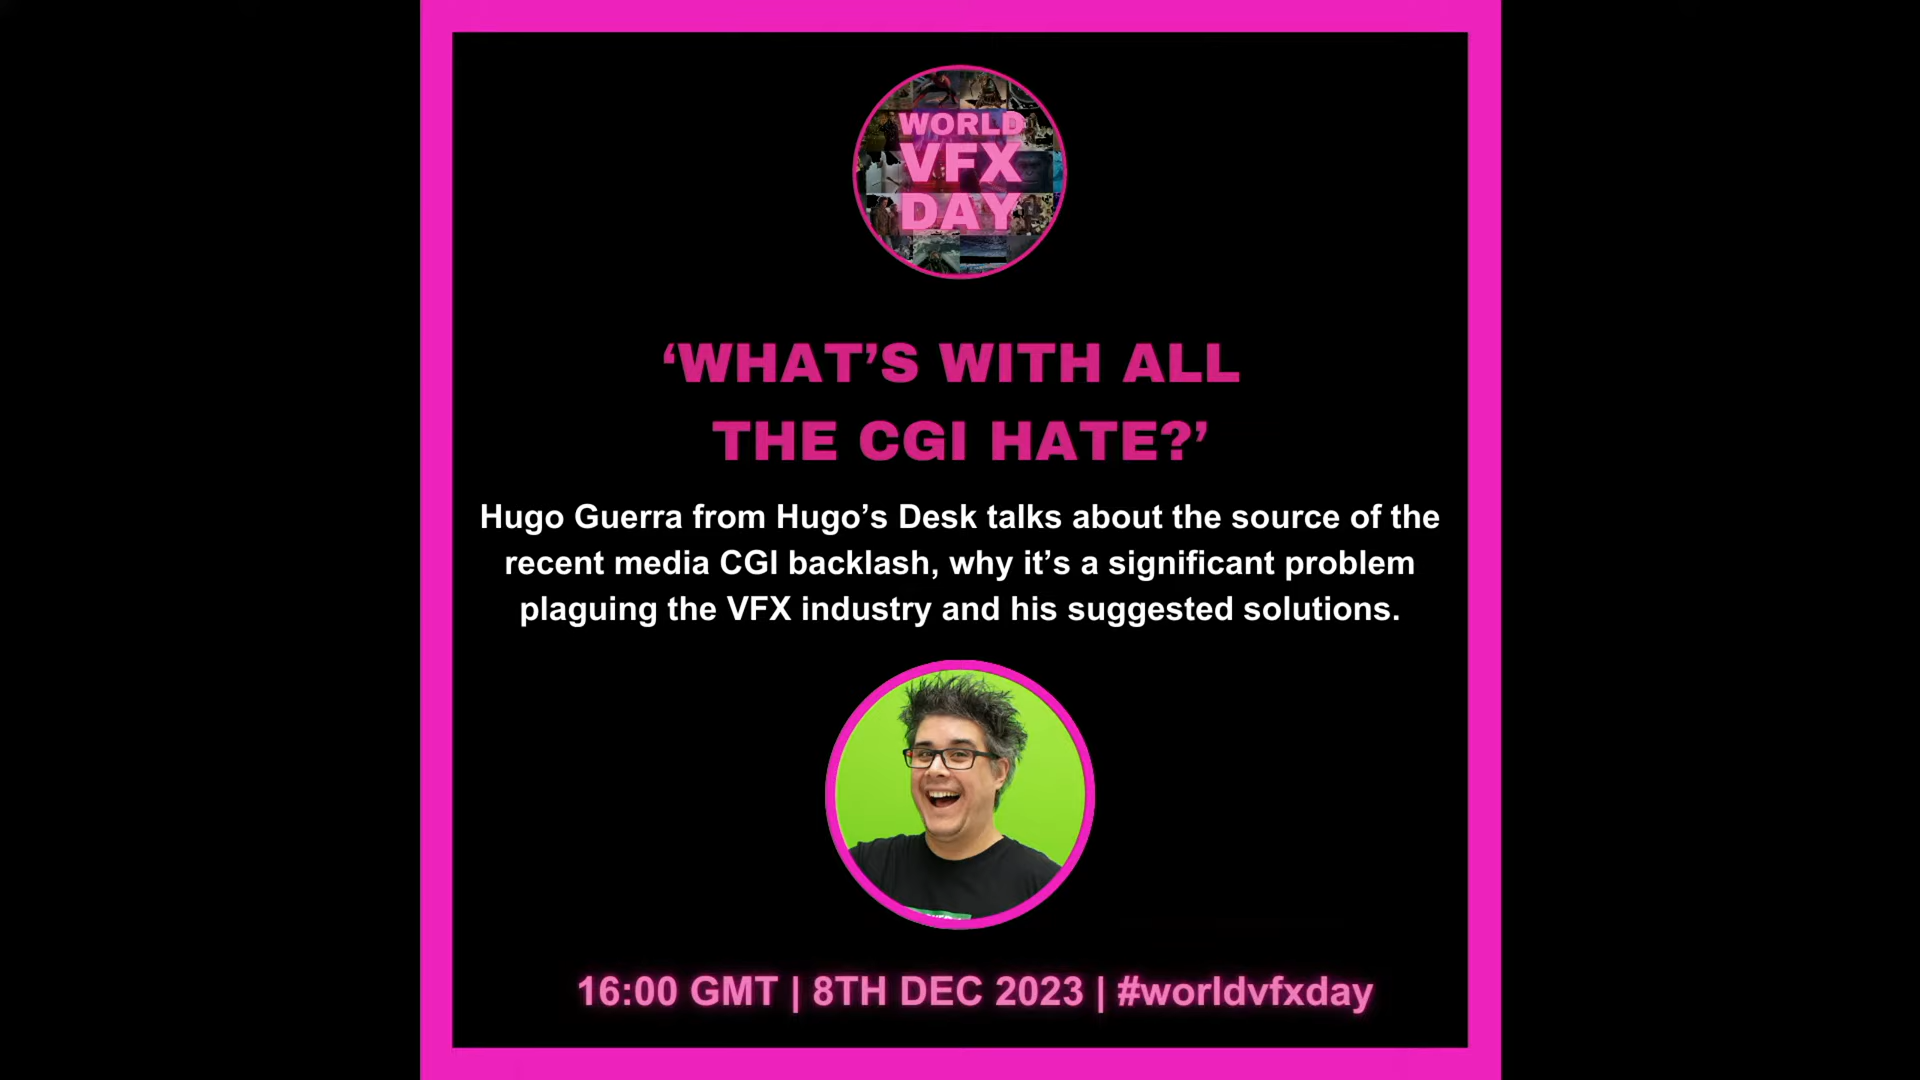 WORLD
VFX
DAY
‘WHAT’S WITH ALL
THE CGI HATE?’
Hugo Guerra from Hugo’s Desk talks about the source of the
recent media CGI backlash, why it’s a significant problem
plaguing the VFX industry and his suggested solutions.
16:00 GMT | 8TH DEC 2023 | #worldvfxday